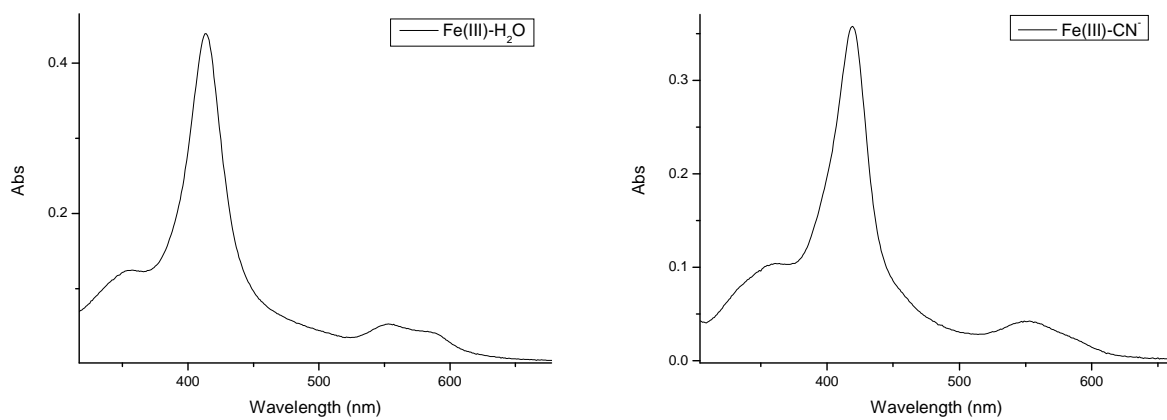 Fe(III)-H₂O
0.4
0.2
Abs
400
500
600
Wavelength (nm)
Fe(III)-CN⁻
0.3
0.2
0.1
0.0
Abs
400
500
600
Wavelength (nm)